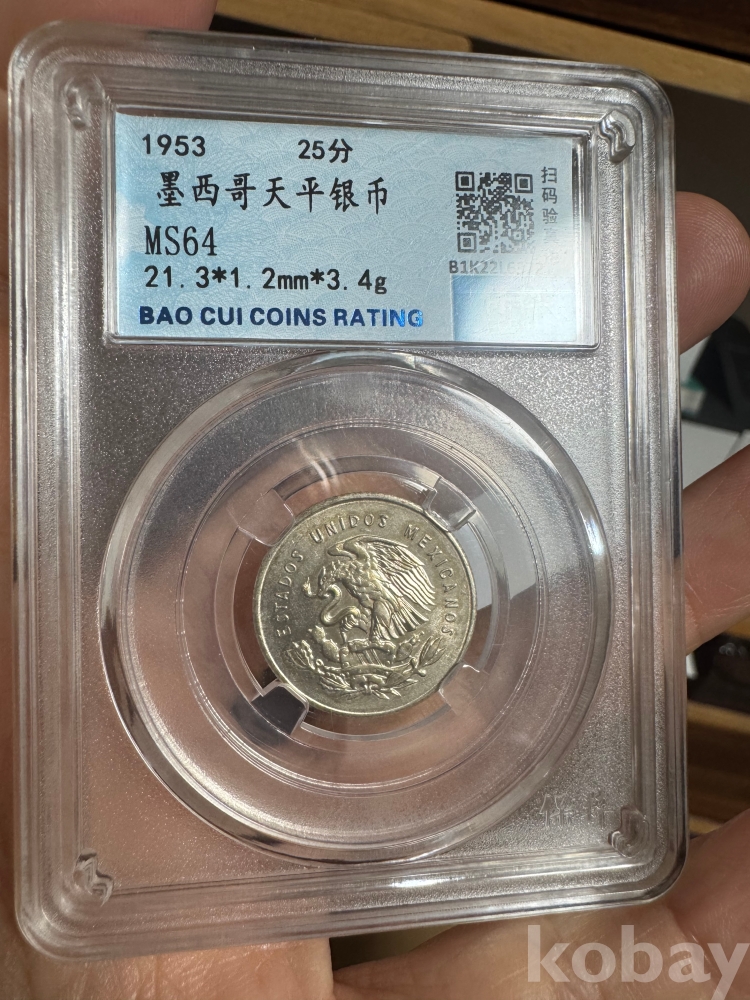 1953 25分
墨西哥天平银币
MS64
21.3*1.2mm*3.4g
BAO CUI COINS RATING
扫码验
ESTADOS UNIDOS MEXICANOS
kobay